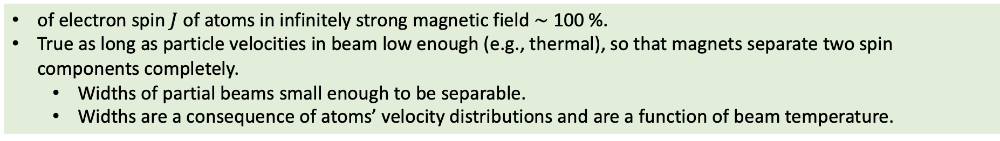 • of electron spin 𝐽 of atoms in infinitely strong magnetic field ~ 100 %.
• True as long as particle velocities in beam low enough (e.g., thermal), so that magnets separate two spin
components completely.
• Widths of partial beams small enough to be separable.
• Widths are a consequence of atoms’ velocity distributions and are a function of beam temperature.